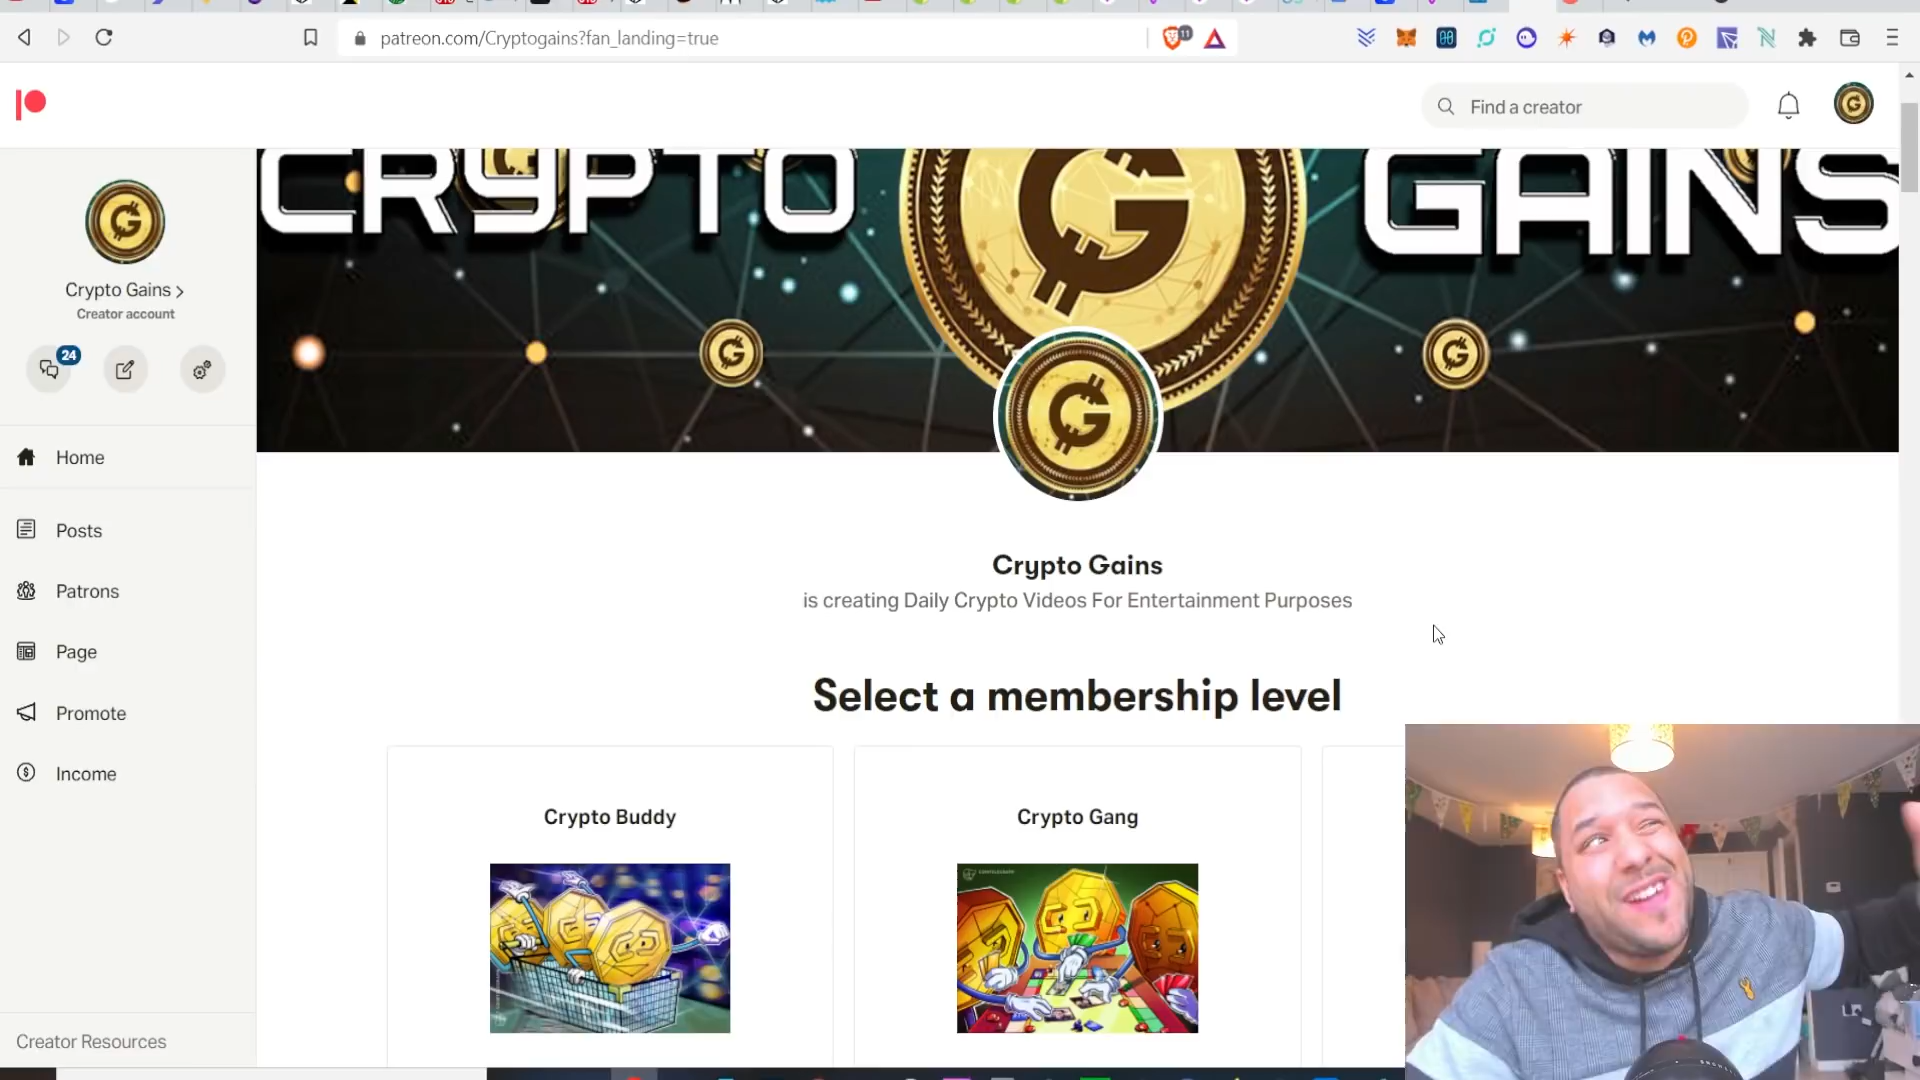 patreon.com/Cryptogains?fan_landing=true
11
Find a creator
CRYPTO GAINS
Crypto Gains
Creator account
24
Home
Posts
Patrons
Page
Promote
Income
Creator Resources
Crypto Gains
is creating Daily Crypto Videos For Entertainment Purposes
Select a membership level
Crypto Buddy
Crypto Gang